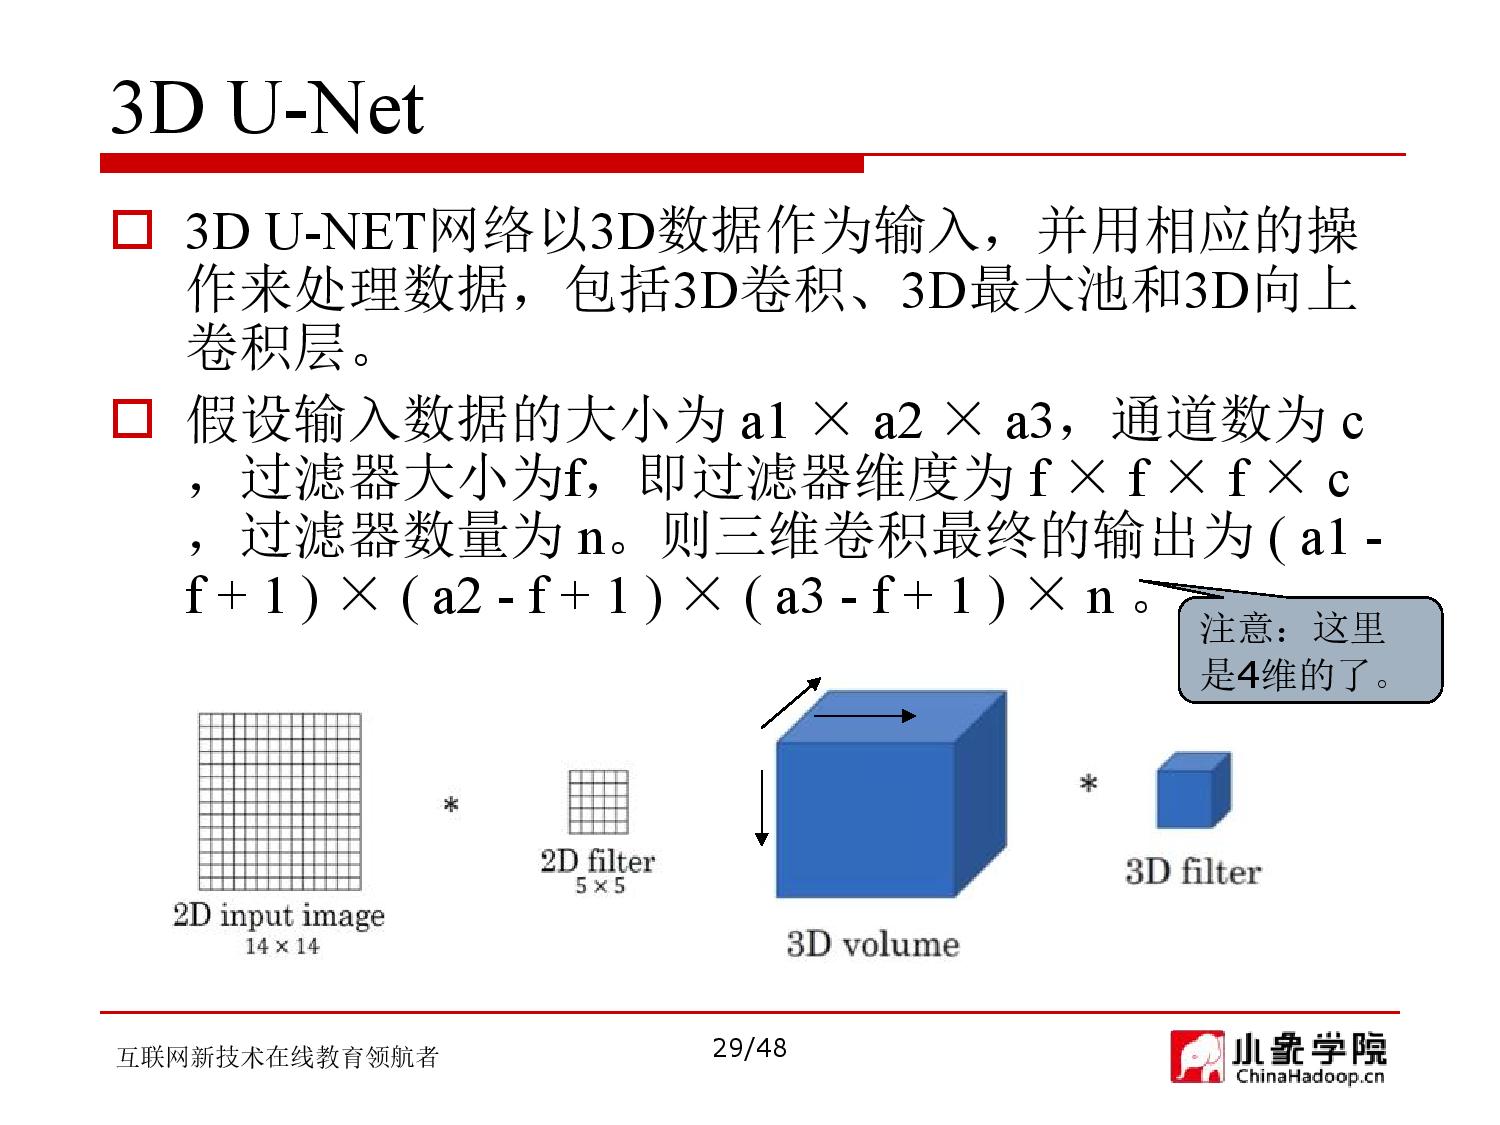 3D U-Net
3D U-NET网络以3D数据作为输入，并用相应的操
作来处理数据，包括3D卷积、3D最大池和3D向上
卷积层。
假设输入数据的大小为 a1 × a2 × a3，通道数为 c
，过滤器大小为f，即过滤器维度为 f × f × f × c
，过滤器数量为 n。则三维卷积最终的输出为 ( a1 -
f + 1 ) × ( a2 - f + 1 ) × ( a3 - f + 1 ) × n 。
注意：这里
是4维的了。
*
2D filter
5 × 5
2D input image
14 × 14
*
3D filter
3D volume
互联网新技术在线教育领航者
29/48
小象学院
ChinaHadoop.cn